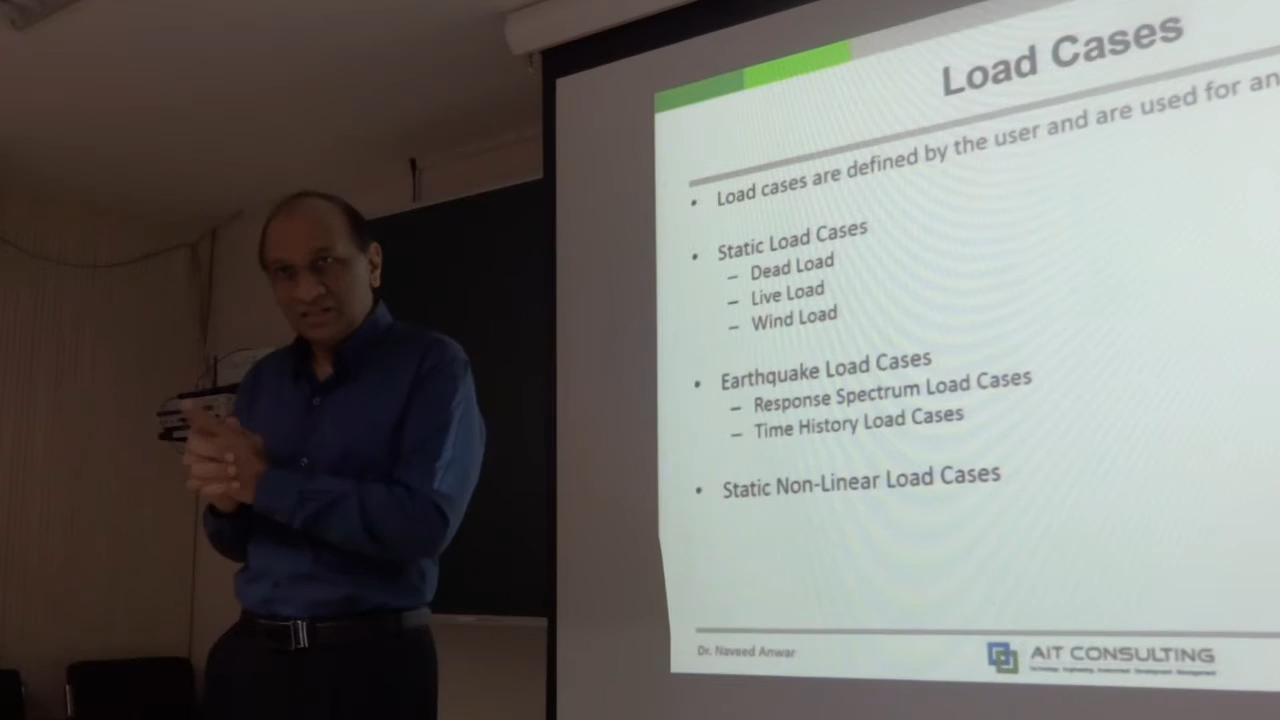 Load Cases
• Load cases are defined by the user and are used for an
• Static Load Cases
– Dead Load
– Live Load
– Wind Load
• Earthquake Load Cases
– Response Spectrum Load Cases
– Time History Load Cases
• Static Non-Linear Load Cases
Dr. Naveed Anwar
AIT CONSULTING